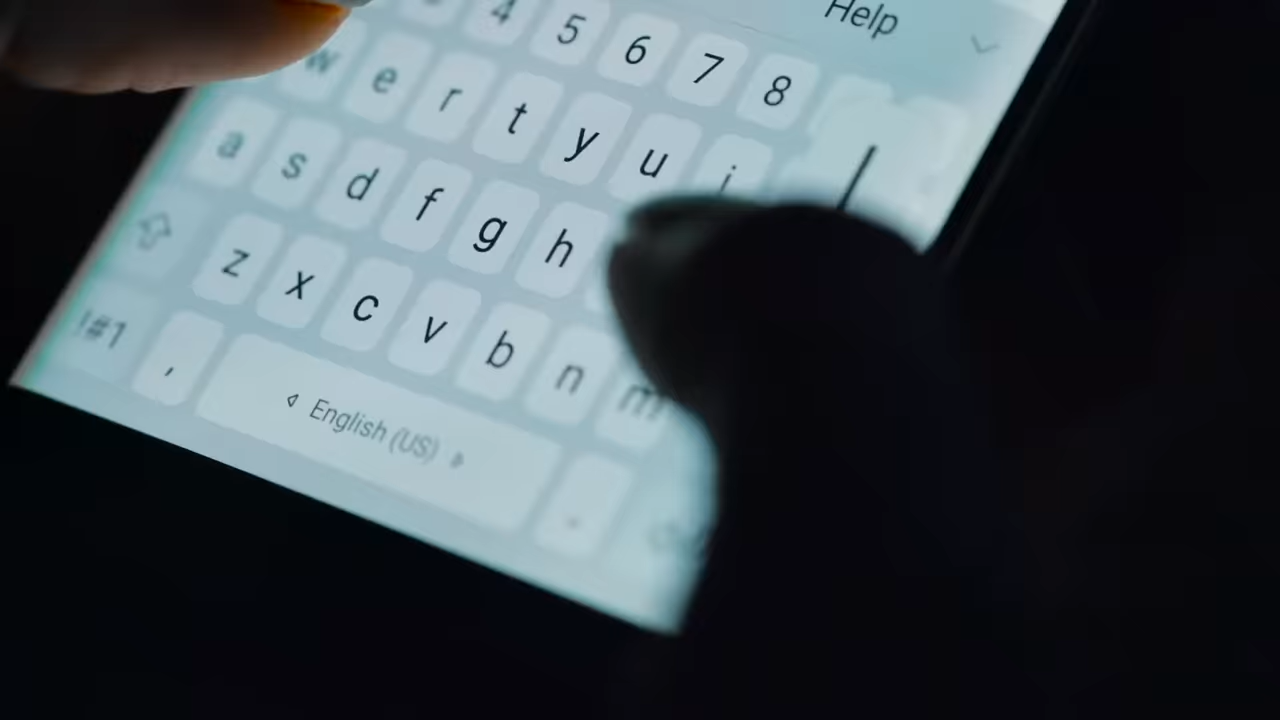 Help
4 5 6 7 8
w e r t y u i
a s d f g h
z x c v b n m
!#1 , English (US) .